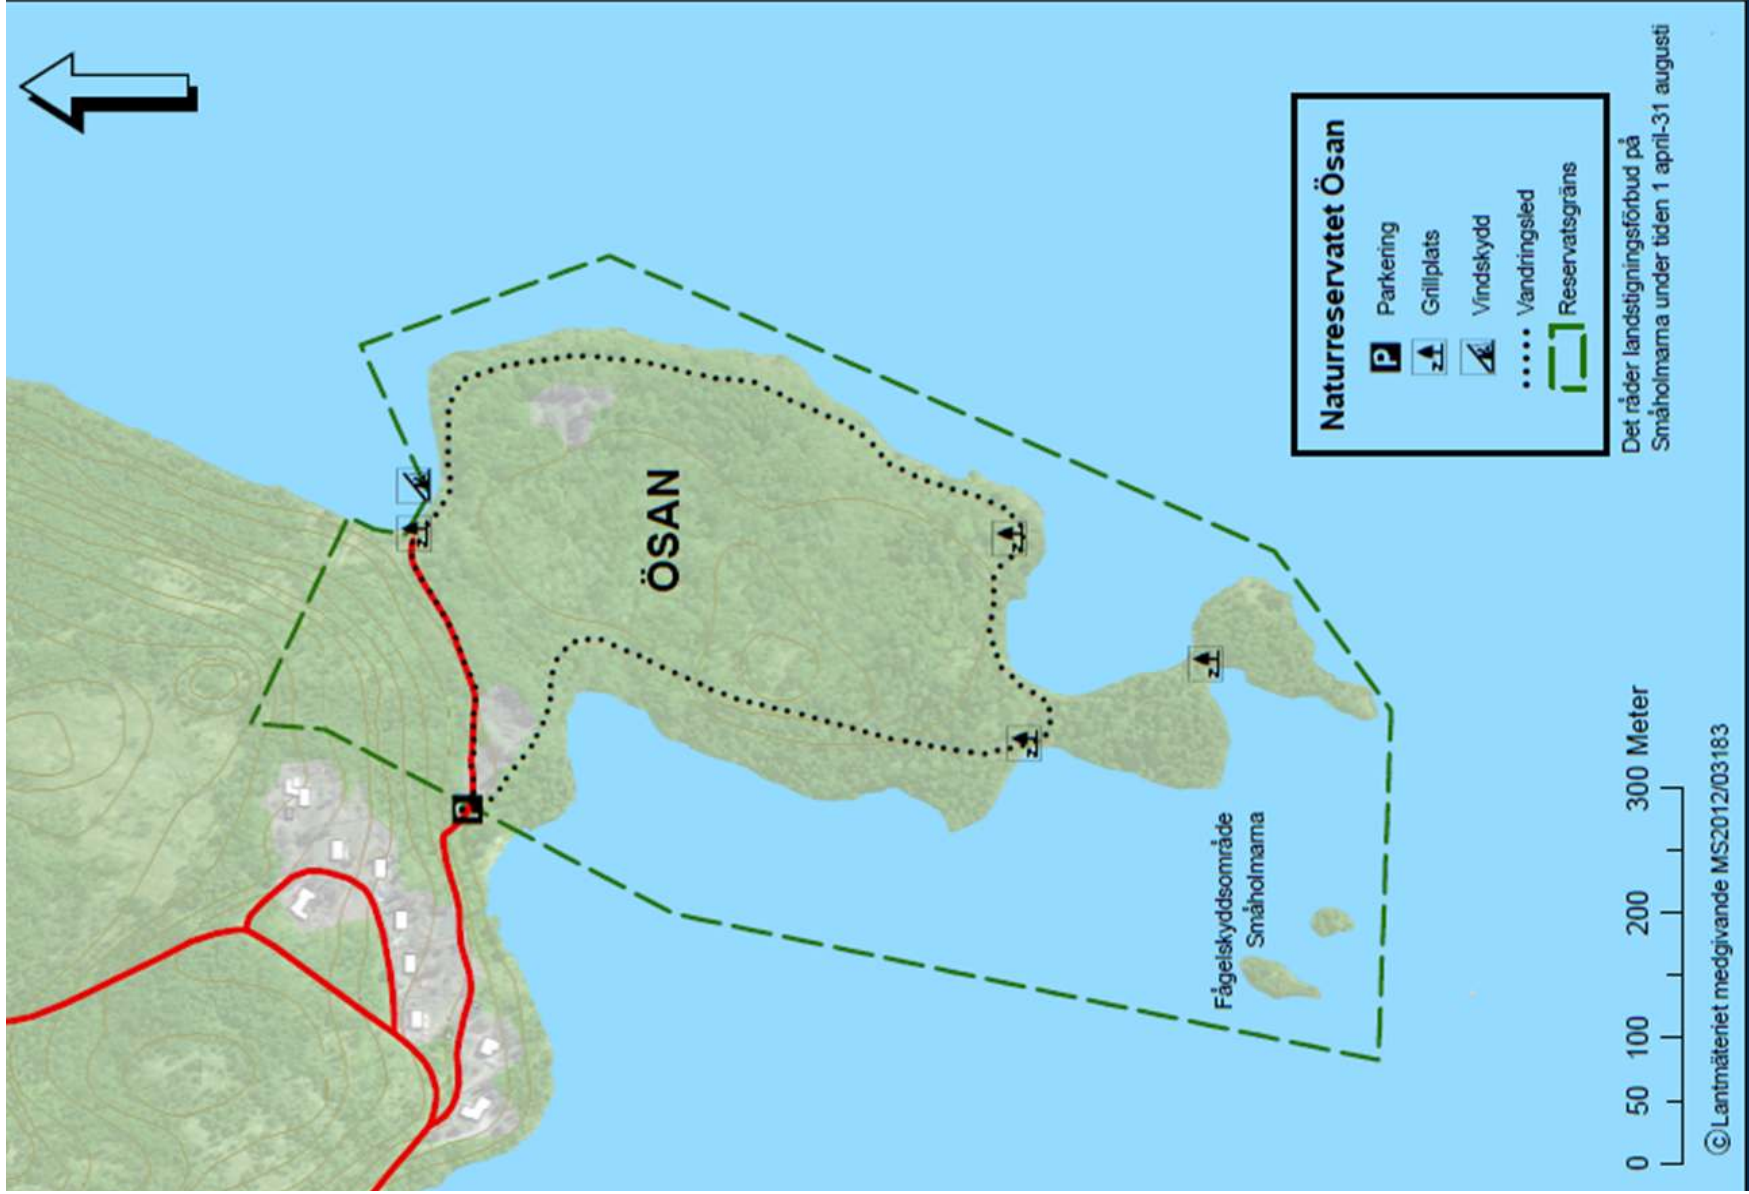 ÖSAN
Naturreservatet Ösan
P Parkering
Grillplats
Vindskydd
Vandringsled
Reservatsgräns
Det råder landstigningsförbud på
Småholmarna under tiden 1 april-31 augusti
P
Fågelskyddsområde
Småholmarna
0 50 100 200 300 Meter
©Lantmäteriet medgivande MS2012/03183